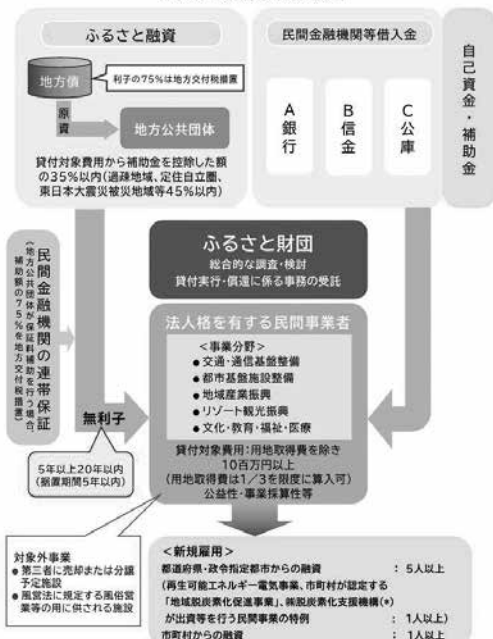 ふるさと融資
地方債
利子の75%は地方交付税措置
原資
地方公共団体
貸付対象費用から補助金を控除した額
の35%以内(過疎地域、定住自立圏、
東日本大震災被災地域等45%以内)
民間金融機関等借入金
A銀行
B信金
C公庫
自己資金・補助金
ふるさと財団
総合的な調査・検討
貸付実行・償還に係る事務の受託
民間金融機関の連帯保証
(地方公共団体が保証料補助を行う場合、
補助額の75%を地方交付税措置)
無利子
5年以上20年以内
(据置期間5年以内)
法人格を有する民間事業者
<事業分野>
●交通・通信基盤整備
●都市基盤施設整備
●地域産業振興
●リゾート観光振興
●文化・教育・福祉・医療
貸付対象費用:用地取得費を除き
10百万円以上
(用地取得費は1/3を限度に算入可)
公益性・事業採算性等
対象外事業
● 第三者に売却または分譲
予定施設
● 風営法に規定する風俗営
業等の用に供される施設
<新規雇用>
都道府県・政令指定都市からの融資 : 5人以上
(再生可能エネルギー電気事業、市町村が認定する
「地域脱炭素化促進事業」、㈱脱炭素化支援機構(*)
が出資等を行う民間事業の特例 : 1人以上)
市町村からの融資 : 1人以上